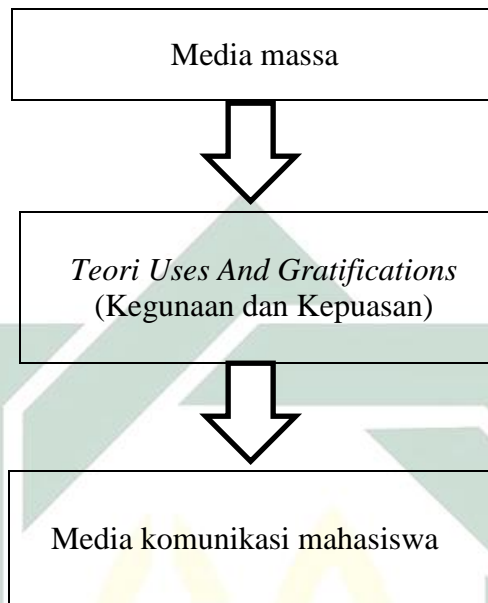 Media massa
Teori Uses And Gratifications
(Kegunaan dan Kepuasan)
Media komunikasi mahasiswa